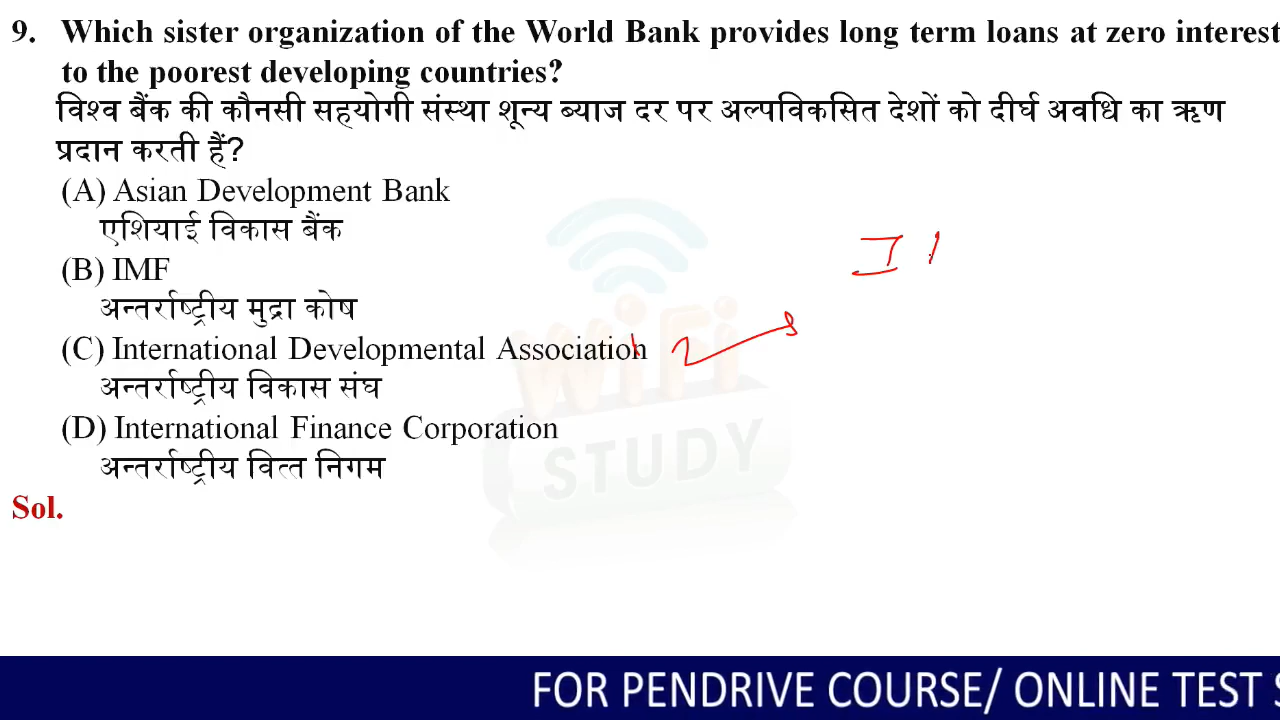 9. Which sister organization of the World Bank provides long term loans at zero interest
to the poorest developing countries?
विश्व बैंक की कौनसी सहयोगी संस्था शून्य ब्याज दर पर अल्पविकसित देशों को दीर्घ अवधि का ऋण
प्रदान करती हैं?
(A) Asian Development Bank
एशियाई विकास बैंक
(B) IMF
अन्तर्राष्ट्रीय मुद्रा कोष
(C) International Developmental Association
अन्तर्राष्ट्रीय विकास संघ
(D) International Finance Corporation
अन्तर्राष्ट्रीय वित्त निगम
Sol.
WiFi
STUDY
FOR PENDRIVE COURSE/ ONLINE TEST S